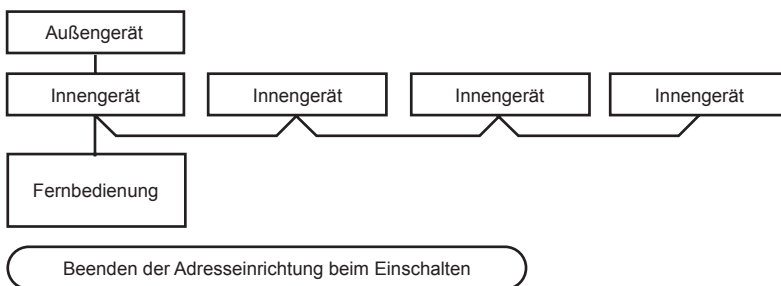 Außengerät
Innengerät Innengerät Innengerät Innengerät
Fernbedienung
Beenden der Adresseinrichtung beim Einschalten